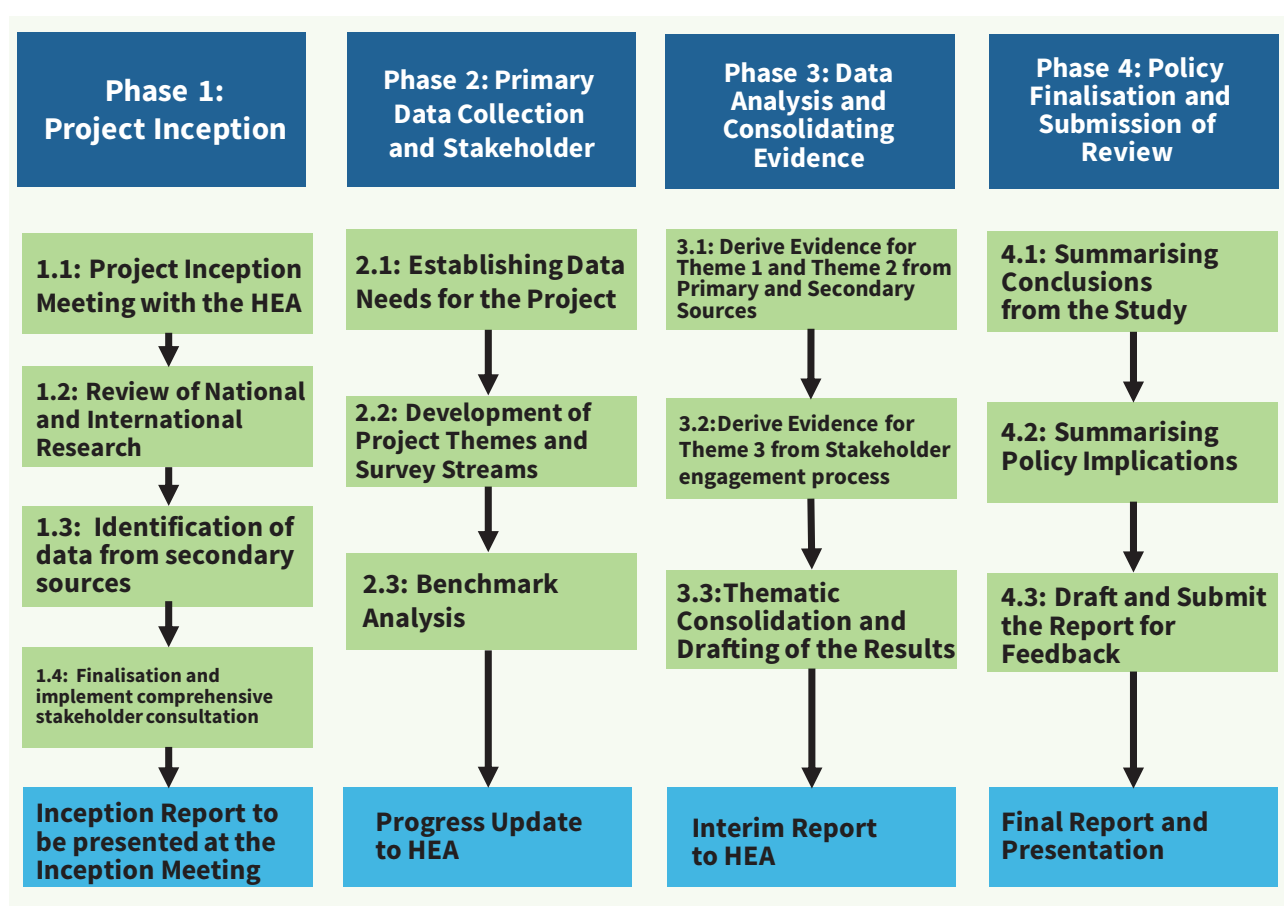 Phase 1:
Project Inception
1.1: Project Inception
Meeting with the HEA
1.2: Review of National
and International
Research
1.3: Identification of
data from secondary
sources
1.4: Finalisation and
implement comprehensive
stakeholder consultation
Inception Report to
be presented at the
Inception Meeting
Phase 2: Primary
Data Collection
and Stakeholder
2.1: Establishing Data
Needs for the Project
2.2: Development of
Project Themes and
Survey Streams
2.3: Benchmark
Analysis
Progress Update
to HEA
Phase 3: Data
Analysis and
Consolidating
Evidence
3.1: Derive Evidence for
Theme 1 and Theme 2 from
Primary and Secondary
Sources
3.2:Derive Evidence for
Theme 3 from Stakeholder
engagement process
3.3:Thematic
Consolidation and
Drafting of the Results
Interim Report
to HEA
Phase 4: Policy
Finalisation and
Submission of
Review
4.1: Summarising
Conclusions
from the Study
4.2: Summarising
Policy Implications
4.3: Draft and Submit
the Report for
Feedback
Final Report and
Presentation